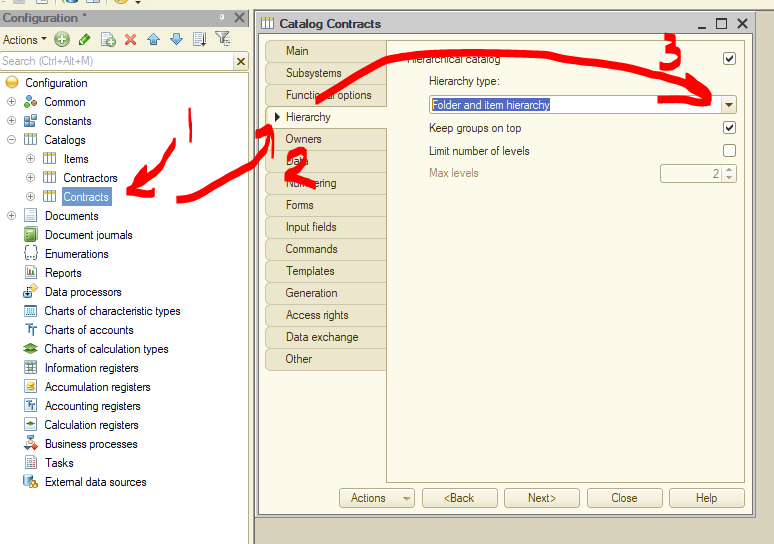 Configuration *
Actions
Search (Ctrl+Alt+M)
Configuration
Common
Constants
Catalogs
Items
Contractors
Contracts
Documents
Document journals
Enumerations
Reports
Data processors
Charts of characteristic types
Charts of accounts
Charts of calculation types
Information registers
Accumulation registers
Accounting registers
Calculation registers
Business processes
Tasks
External data sources
1
2
3
Catalog Contracts
Main
Subsystems
Functional options
Hierarchy
Owners
Data
Numbering
Forms
Input fields
Commands
Templates
Generation
Access rights
Data exchange
Other
Hierarchical catalog
Hierarchy type:
Folder and item hierarchy
Keep groups on top
Limit number of levels
Max levels
2
Actions
<Back
Next>
Close
Help